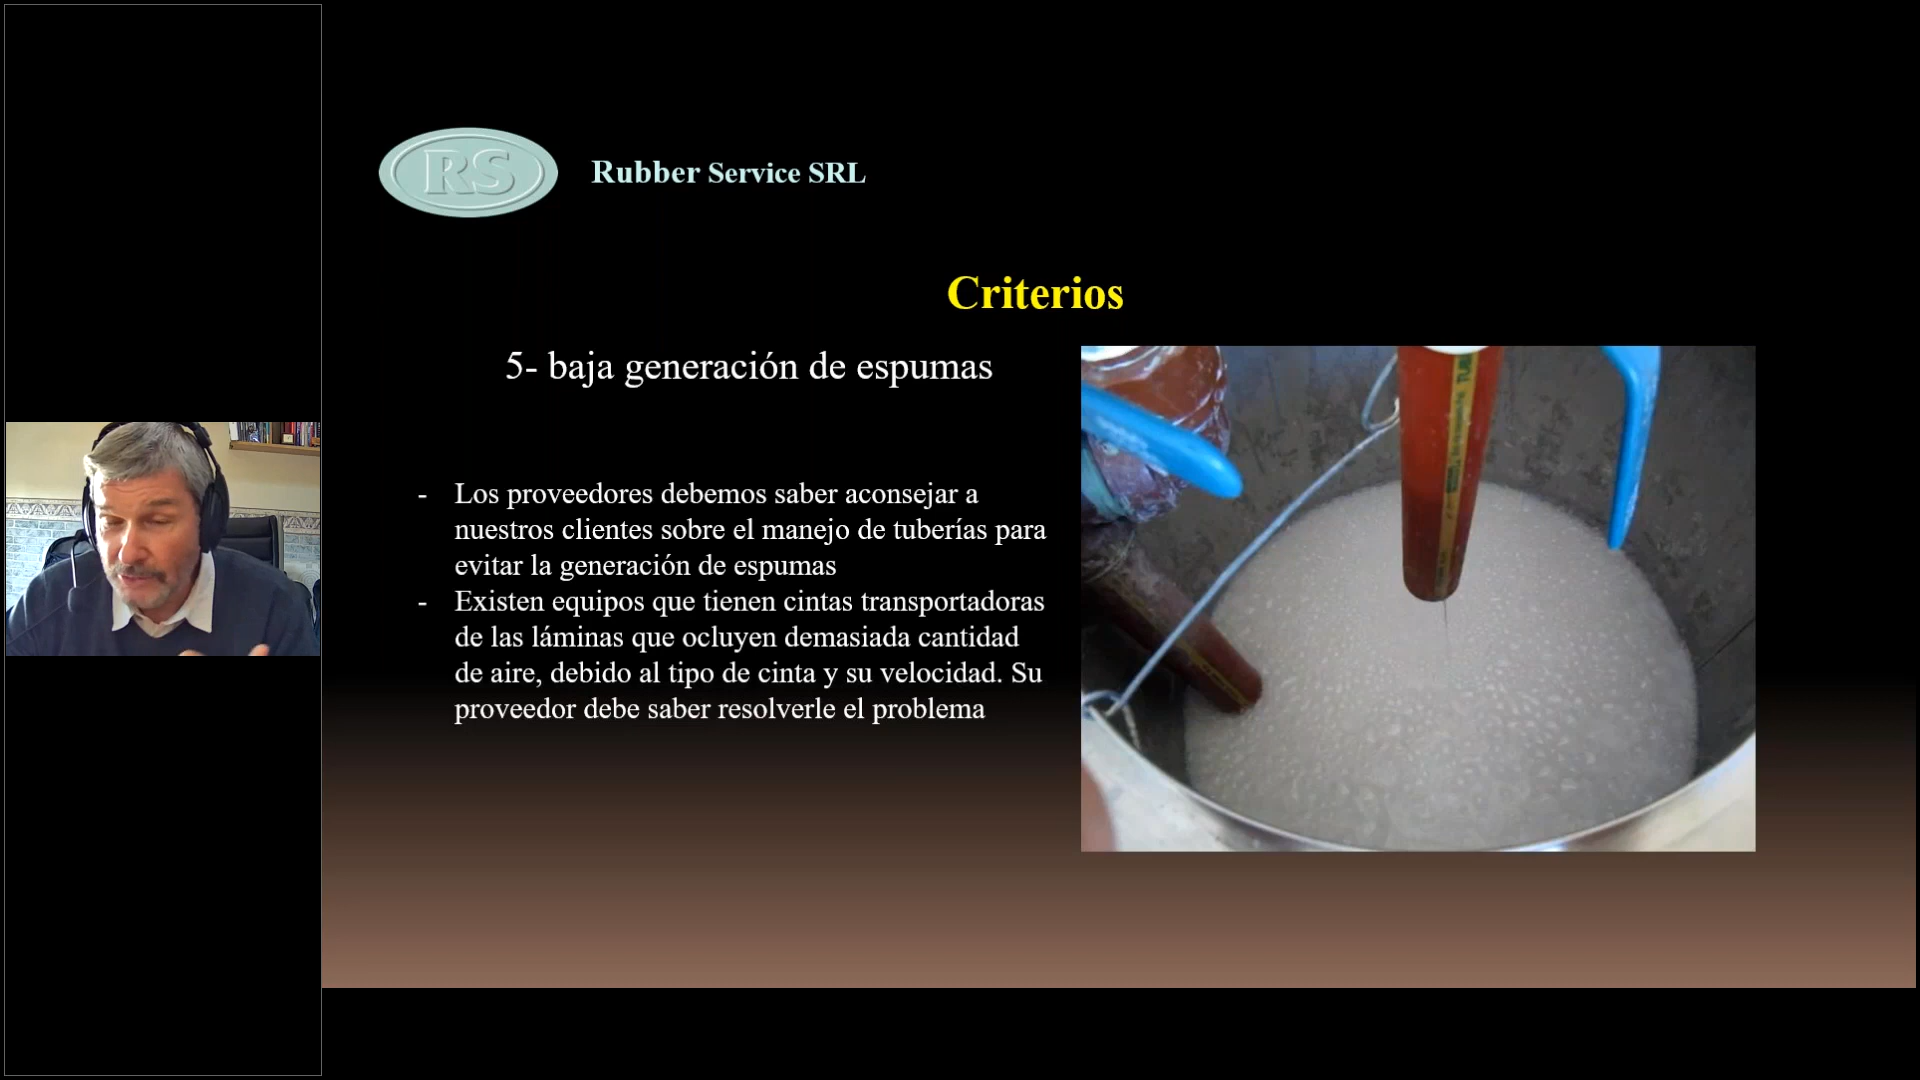 RS
Rubber Service SRL
Criterios
5- baja generación de espumas
- Los proveedores debemos saber aconsejar a
nuestros clientes sobre el manejo de tuberías para
evitar la generación de espumas
- Existen equipos que tienen cintas transportadoras
de las láminas que ocluyen demasiada cantidad
de aire, debido al tipo de cinta y su velocidad. Su
proveedor debe saber resolverle el problema